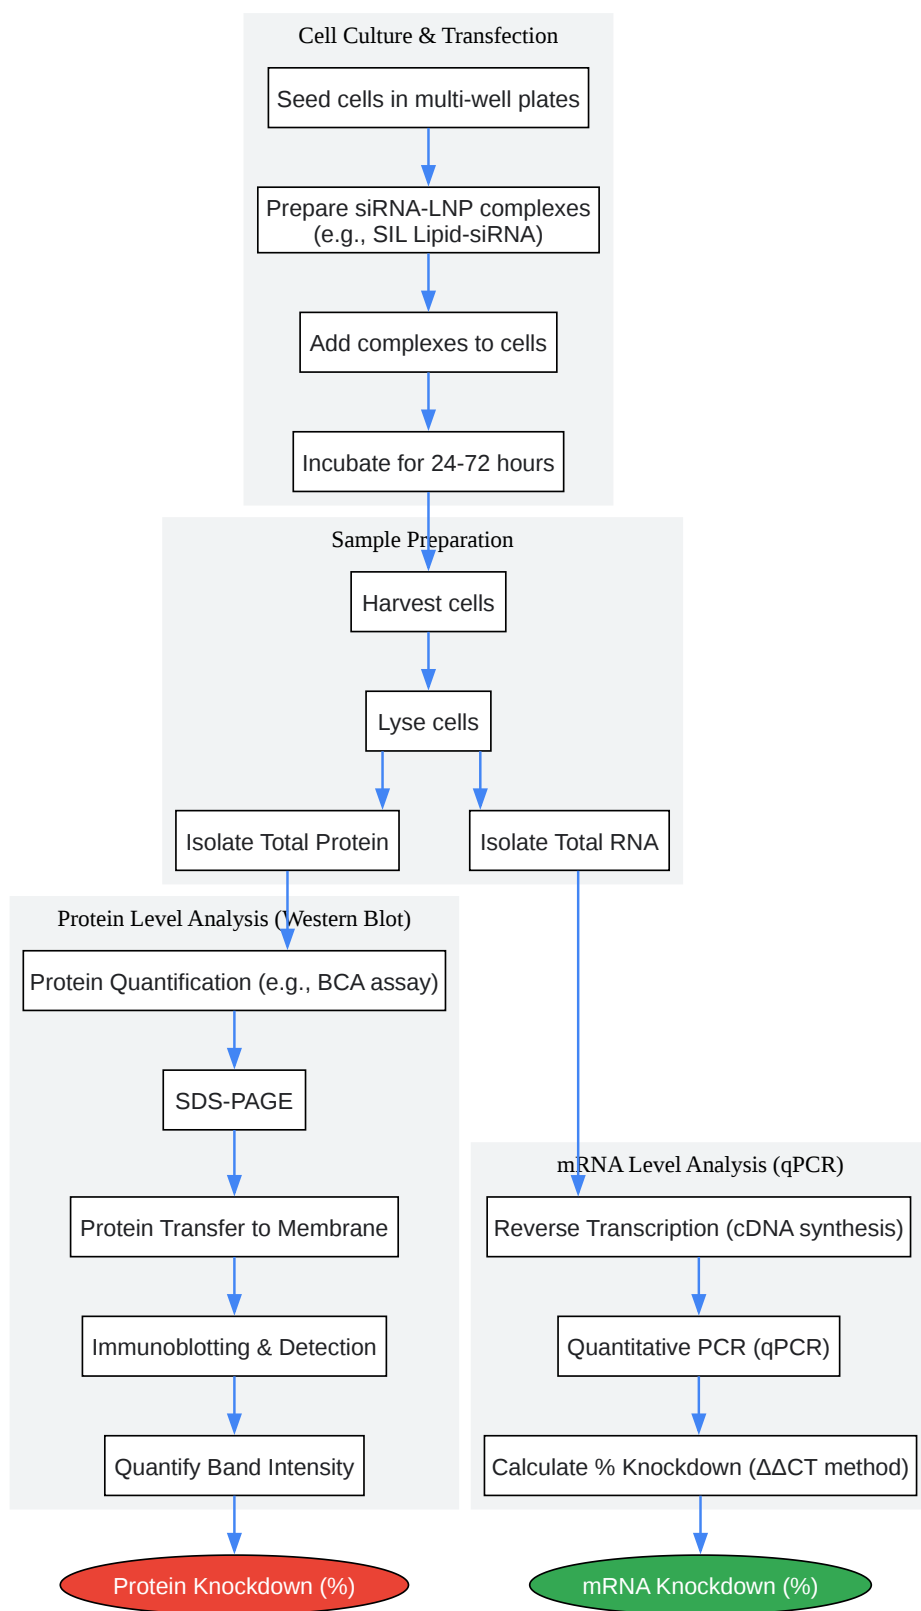 Cell Culture & Transfection
Seed cells in multi-well plates
Prepare siRNA-LNP complexes
(e.g., SIL Lipid-siRNA)
Add complexes to cells
Incubate for 24-72 hours
Sample Preparation
Harvest cells
Lyse cells
Isolate Total Protein
Isolate Total RNA
Protein Level Analysis (Western Blot)
Protein Quantification (e.g., BCA assay)
SDS-PAGE
Protein Transfer to Membrane
Immunoblotting & Detection
Quantify Band Intensity
Protein Knockdown (%)
mRNA Level Analysis (qPCR)
Reverse Transcription (cDNA synthesis)
Quantitative PCR (qPCR)
Calculate % Knockdown (ΔΔCT method)
mRNA Knockdown (%)